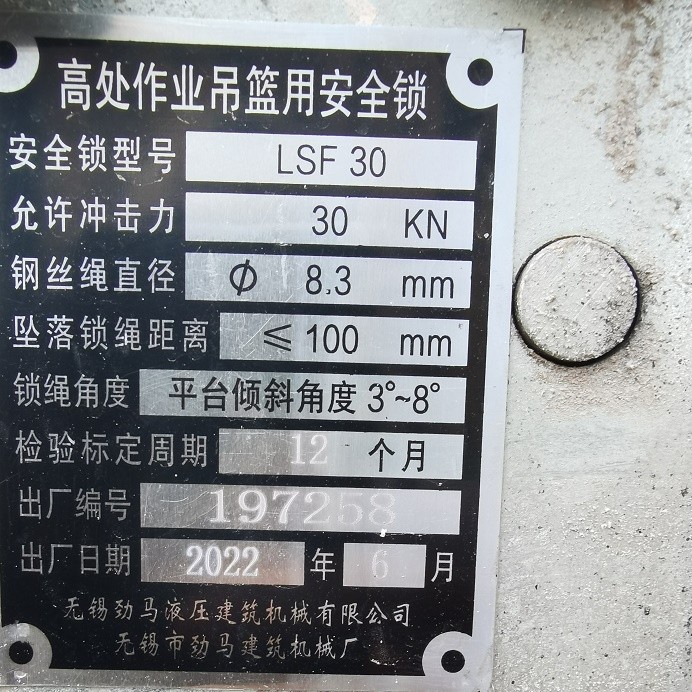 高处作业吊篮用安全锁
安全锁型号 LSF 30
允许冲击力 30 KN
钢丝绳直径 Φ 8.3 mm
坠落锁绳距离 ≤100 mm
锁绳角度 平台倾斜角度 3°~8°
检验标定周期 12 个月
出厂编号 197258
出厂日期 2022 年 6 月
无锡劲马液压建筑机械有限公司
无锡市劲马建筑机械厂